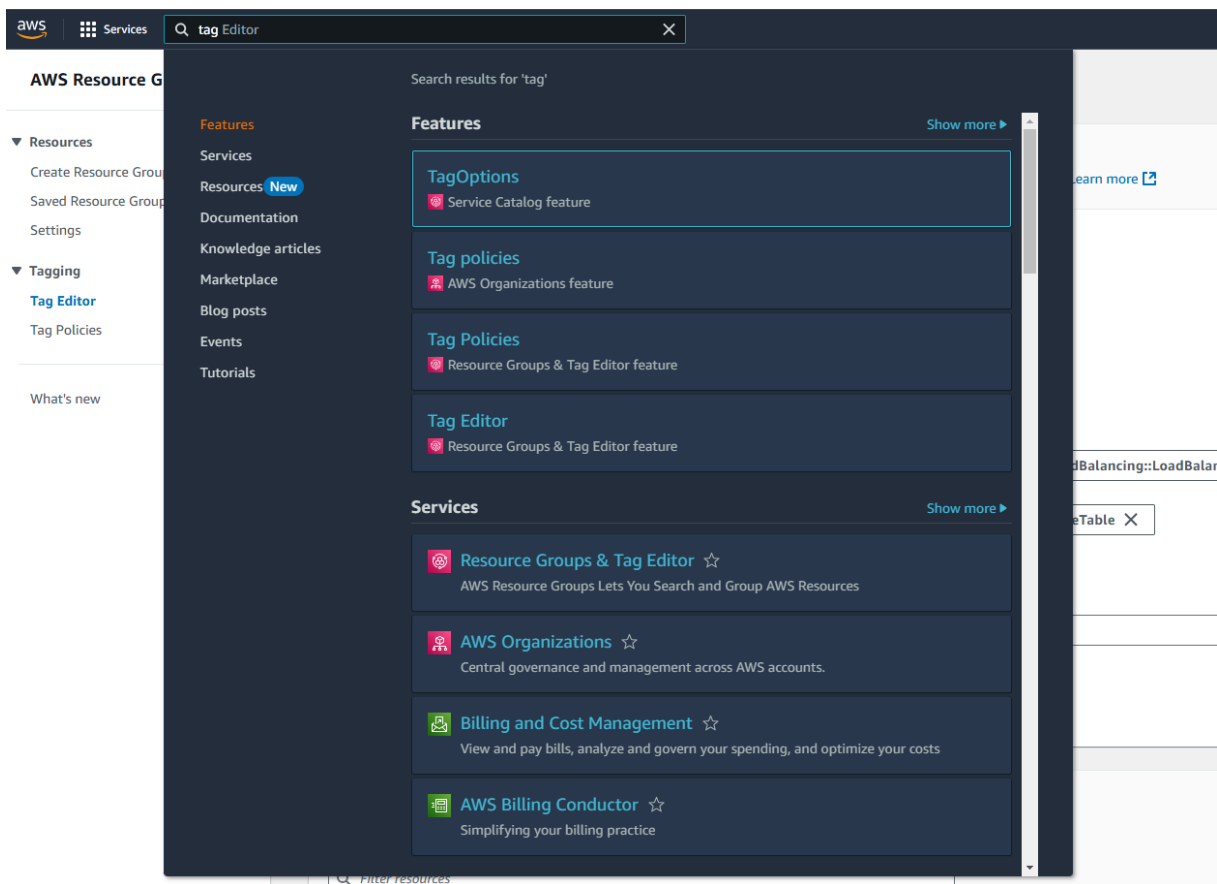 aws
Services
tag Editor
AWS Resource G
Resources
Create Resource Grou
Saved Resource Group
Settings
Tagging
Tag Editor
Tag Policies
What's new
Search results for 'tag'
Features
Services
Resources New
Documentation
Knowledge articles
Marketplace
Blog posts
Events
Tutorials
Features
Show more
TagOptions
Service Catalog feature
Tag policies
AWS Organizations feature
Tag Policies
Resource Groups & Tag Editor feature
Tag Editor
Resource Groups & Tag Editor feature
Services
Show more
Resource Groups & Tag Editor
AWS Resource Groups Lets You Search and Group AWS Resources
AWS Organizations
Central governance and management across AWS accounts.
Billing and Cost Management
View and pay bills, analyze and govern your spending, and optimize your costs
AWS Billing Conductor
Simplifying your billing practice
earn more
dBalancing::LoadBalan
eTable
Filter resources